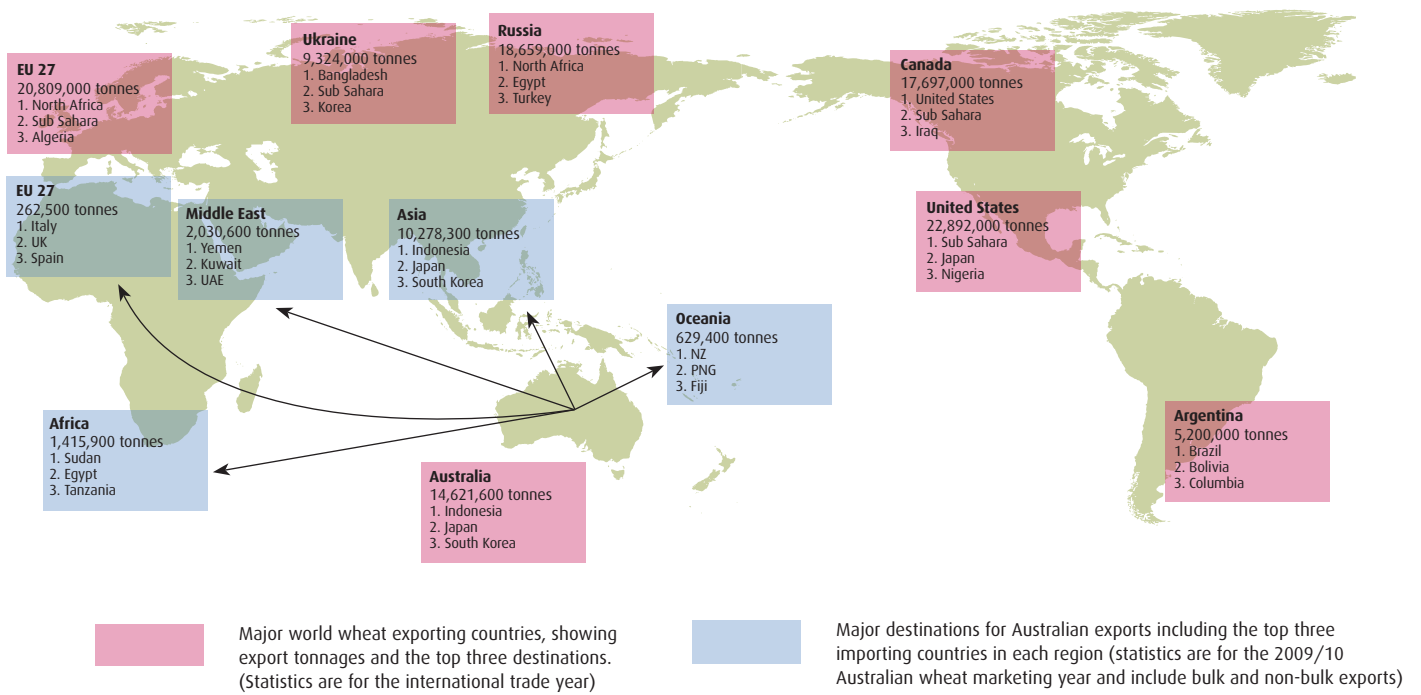 Ukraine
9,324,000 tonnes
1. Bangladesh
2. Sub Sahara
3. Korea
Russia
18,659,000 tonnes
1. North Africa
2. Egypt
3. Turkey
EU 27
20,809,000 tonnes
1. North Africa
2. Sub Sahara
3. Algeria
Canada
17,697,000 tonnes
1. United States
2. Sub Sahara
3. Iraq
EU 27
262,500 tonnes
1. Italy
2. UK
3. Spain
Middle East
2,030,600 tonnes
1. Yemen
2. Kuwait
3. UAE
Asia
10,278,300 tonnes
1. Indonesia
2. Japan
3. South Korea
United States
22,892,000 tonnes
1. Sub Sahara
2. Japan
3. Nigeria
Oceania
629,400 tonnes
1. NZ
2. PNG
3. Fiji
Africa
1,415,900 tonnes
1. Sudan
2. Egypt
3. Tanzania
Australia
14,621,600 tonnes
1. Indonesia
2. Japan
3. South Korea
Argentina
5,200,000 tonnes
1. Brazil
2. Bolivia
3. Columbia
Major world wheat exporting countries, showing
export tonnages and the top three destinations.
(Statistics are for the international trade year)
Major destinations for Australian exports including the top three
importing countries in each region (statistics are for the 2009/10
Australian wheat marketing year and include bulk and non-bulk exports)